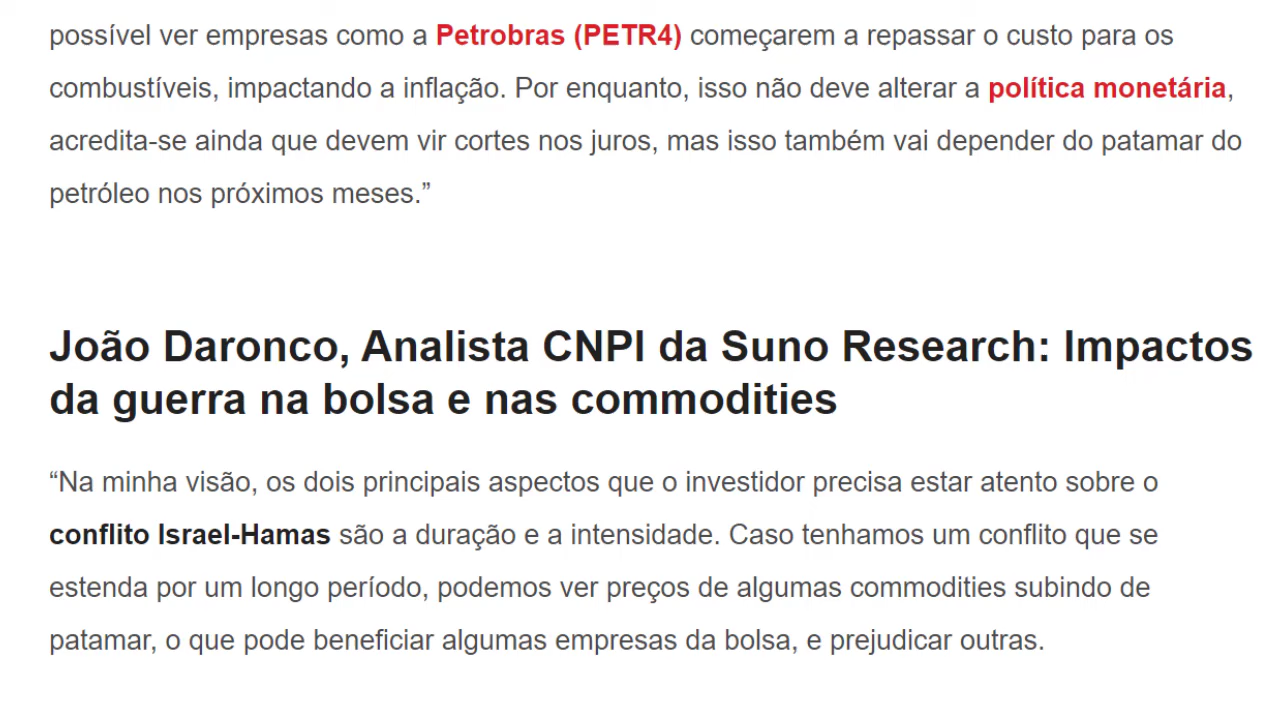 possível ver empresas como a Petrobras (PETR4) começarem a repassar o custo para os
combustíveis, impactando a inflação. Por enquanto, isso não deve alterar a política monetária,
acredita-se ainda que devem vir cortes nos juros, mas isso também vai depender do patamar do
petróleo nos próximos meses.”
João Daronco, Analista CNPI da Suno Research: Impactos
da guerra na bolsa e nas commodities
“Na minha visão, os dois principais aspectos que o investidor precisa estar atento sobre o
conflito Israel-Hamas são a duração e a intensidade. Caso tenhamos um conflito que se
estenda por um longo período, podemos ver preços de algumas commodities subindo de
patamar, o que pode beneficiar algumas empresas da bolsa, e prejudicar outras.